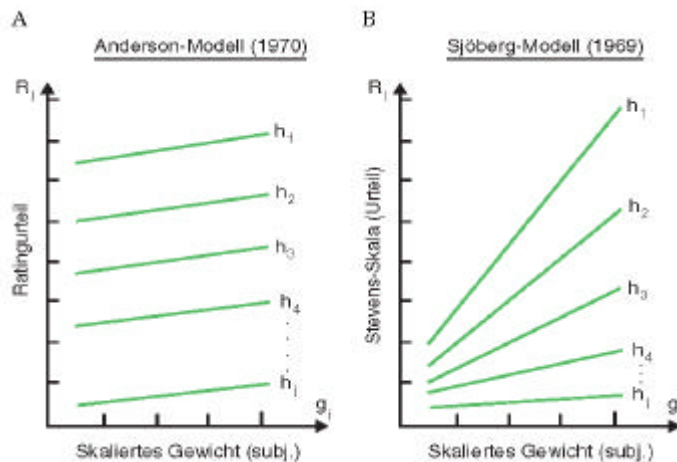 A
Anderson-Modell (1970)
R i
Ratingurteil
h1
h2
h3
h4
hi
gi
Skaliertes Gewicht (subj.)
B
Sjöberg-Modell (1969)
R i
Stevens-Skala (Urteil)
h1
h2
h3
h4
hi
gi
Skaliertes Gewicht (subj.)